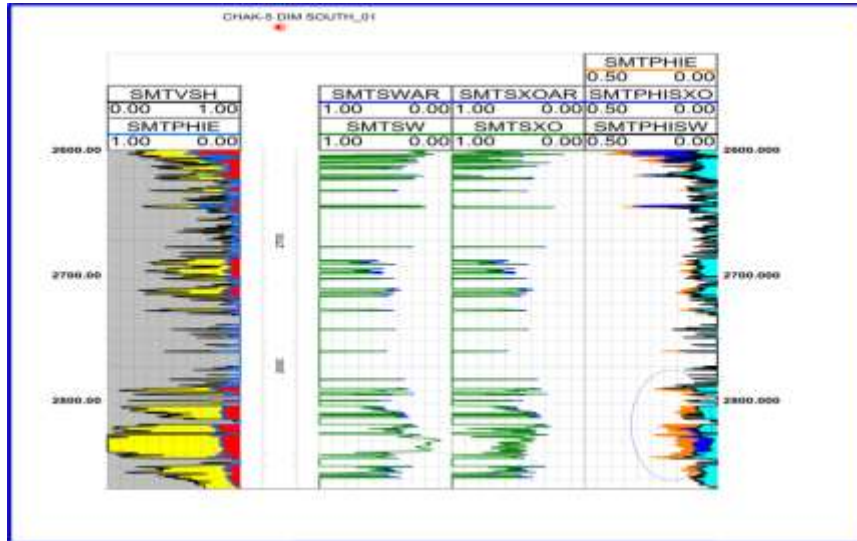 CHAK-5 DIM SOUTH_01
SMTPHIE
0.50 0.00
SMTVSH SMTSWAR SMTSXOAR SMTPHISXO
0.00 1.00 1.00 0.00 1.00 0.00 0.50 0.00
SMTPHIE SMTSW SMTSXO SMTPHISW
1.00 0.00 1.00 0.00 1.00 0.00 0.50 0.00
2600.00 2600.000
2700.00 2700.000
2800.00 2800.000